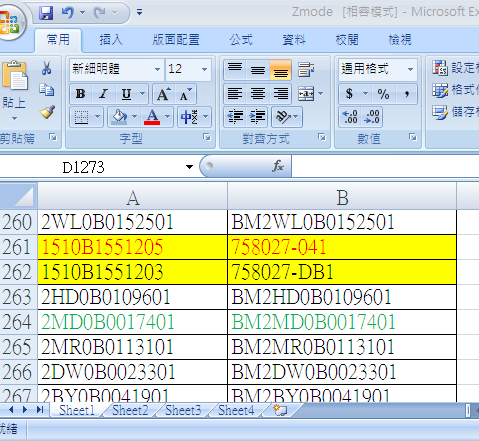 Zmode [相容模式] - Microsoft Ex
常用 插入 版面配置 公式 資料 校閱 檢視
新細明體 12 通用格式 設定格
貼上 B I U A A $ % , 格式化
A 中 .00 儲存格
剪貼簿 字型 對齊方式 數值
D1273 fx
A B
260 2WL0B0152501 BM2WL0B0152501
261 1510B1551205 758027-041
262 1510B1551203 758027-DB1
263 2HD0B0109601 BM2HD0B0109601
264 2MD0B0017401 BM2MD0B0017401
265 2MR0B0113101 BM2MR0B0113101
266 2DW0B0023301 BM2DW0B0023301
267 2BY0B0041901 BM2BY0B0041901
Sheet1 Sheet2 Sheet3 Sheet4
就緒